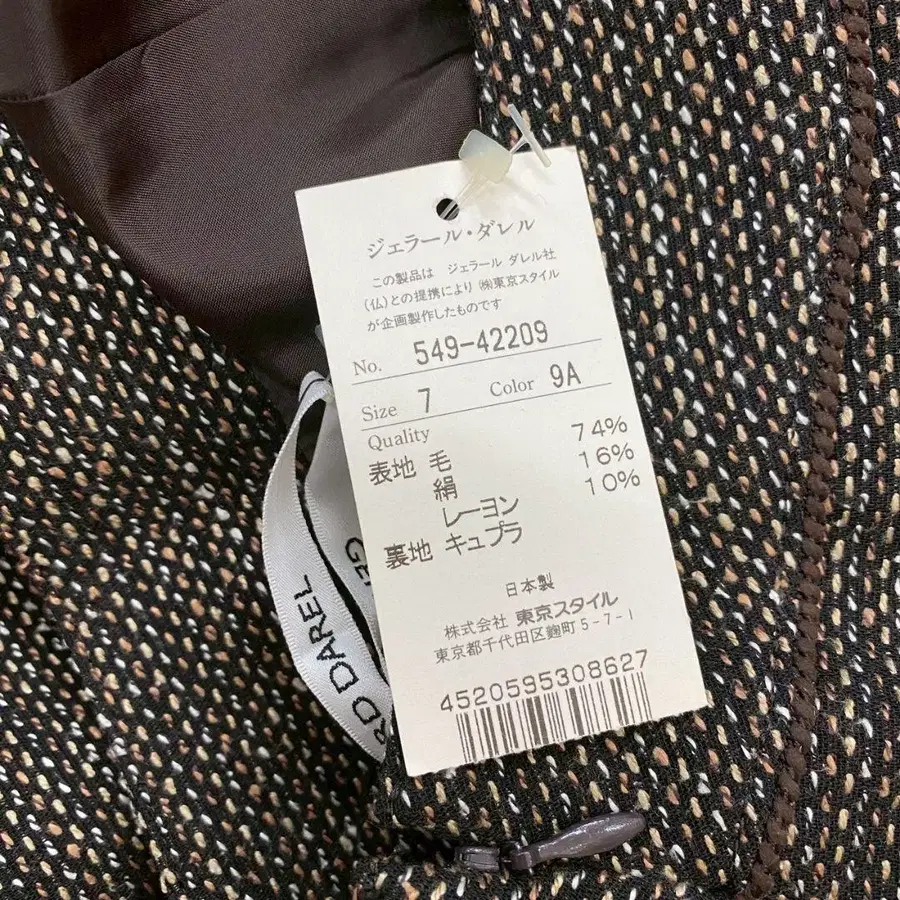 ジェラール・ダレル
この製品は ジェラール ダレル社
(仏)との提携により ㈱東京スタイル
が企画製作したものです
No. 549-42209
Size 7 Color 9A
Quality
表地 毛 74%
絹 16%
レーヨン 10%
裏地 キュプラ
日本製
株式会社 東京スタイル
東京都千代田区麹町5-7-1
4520595308627
RD DAREL
GE